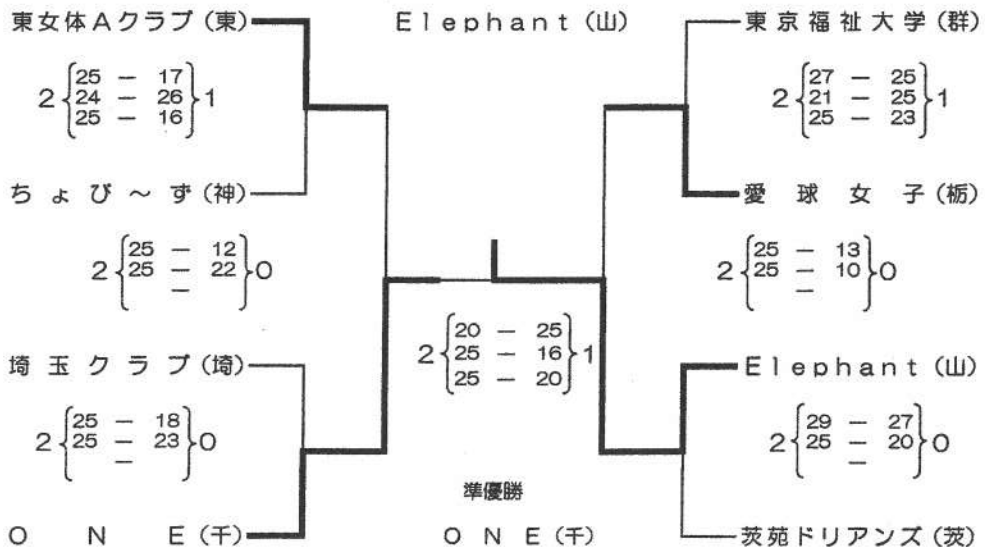 東女体Aクラブ(東)
Elephant(山)
東京福祉大学(群)
2 25 — 17 1
24 — 26
25 — 16
2 27 — 25 1
21 — 25
25 — 23
ちょび～ず(神)
愛球女子(栃)
2 25 — 12 0
25 — 22
—
2 25 — 13 0
25 — 10
—
2 20 — 25 1
25 — 16
25 — 20
埼玉クラブ(埼)
Elephant(山)
2 25 — 18 0
25 — 23
—
2 29 — 27 0
25 — 20
—
準優勝
ONE(千)
ONE(千)
茨苑ドリアンズ(茨)